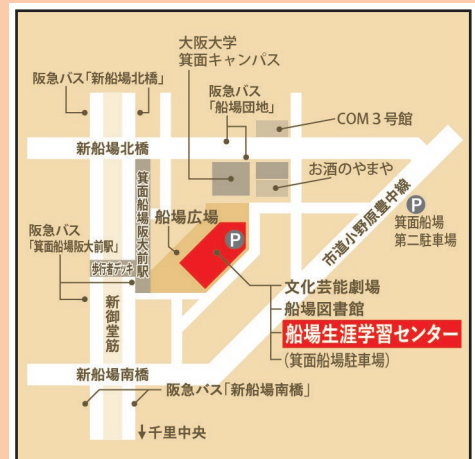 大阪大学
箕面キャンパス
阪急バス「新船場北橋」
阪急バス
「船場団地」
COM３号館
新船場北橋
お酒のやまや
箕面船場阪大前駅
船場広場
P
市道小野原豊中線
P
箕面船場
第二駐車場
阪急バス
「箕面船場阪大前駅」
歩行者デッキ
文化芸能劇場
船場図書館
船場生涯学習センター
(箕面船場駐車場)
新御堂筋
新船場南橋
阪急バス「新船場南橋」
↓千里中央